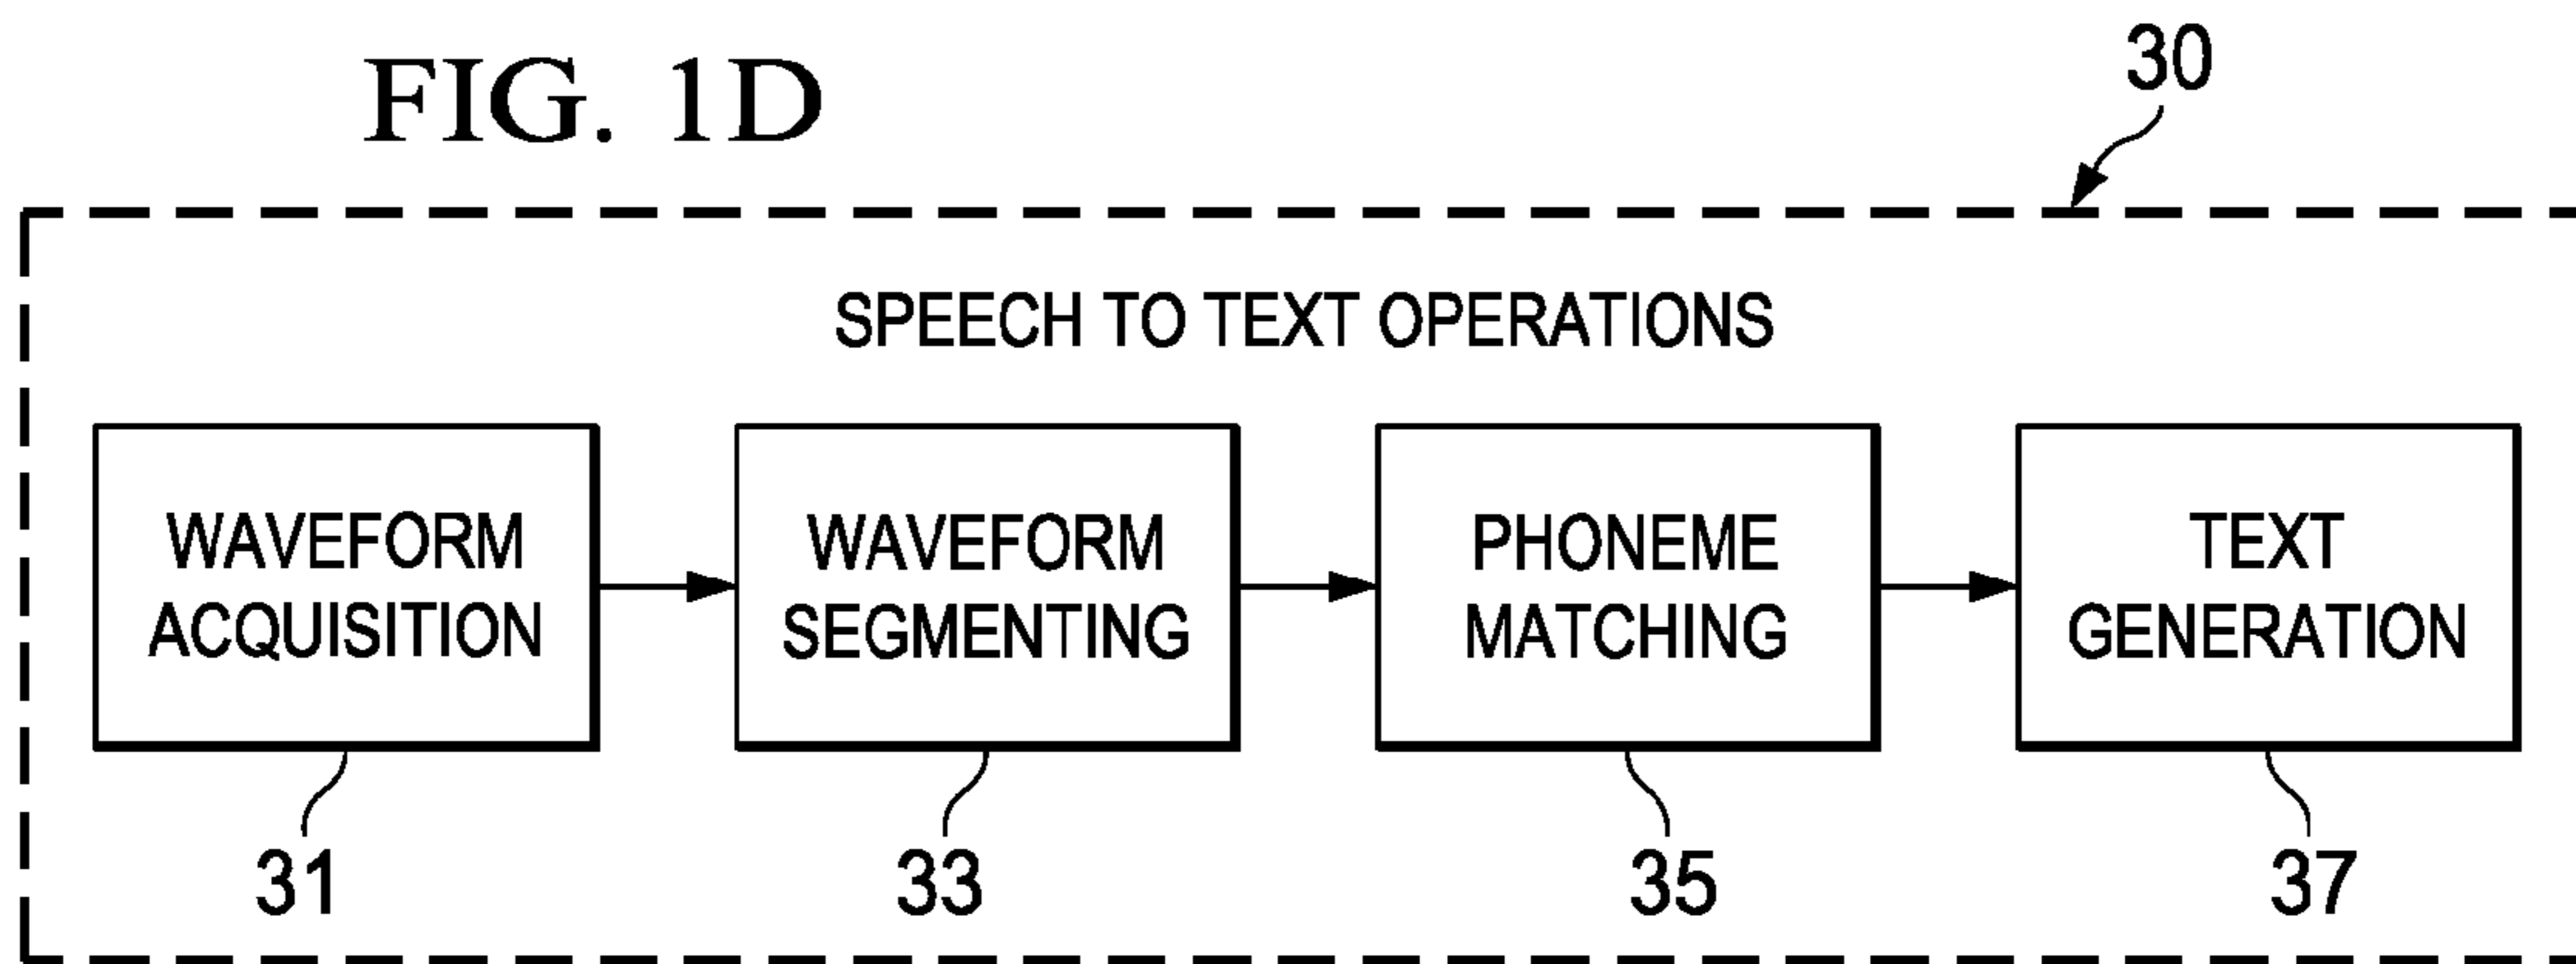 FIG. 1D
30
SPEECH TO TEXT OPERATIONS
WAVEFORM
ACQUISITION
WAVEFORM
SEGMENTING
PHONEME
MATCHING
TEXT
GENERATION
31
33
35
37